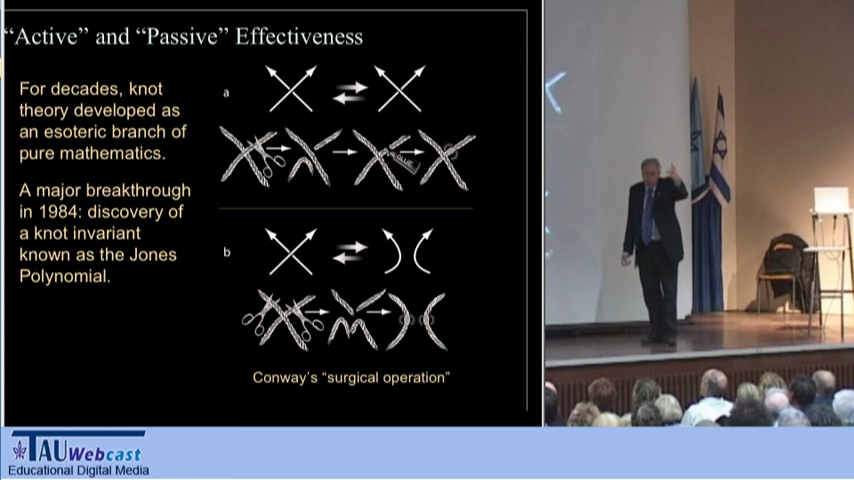 “Active” and “Passive” Effectiveness
For decades, knot
theory developed as
an esoteric branch of
pure mathematics.
A major breakthrough
in 1984: discovery of
a knot invariant
known as the Jones
Polynomial.
a
GLUE
b
Conway’s “surgical operation”
TAUWebcast
Educational Digital Media